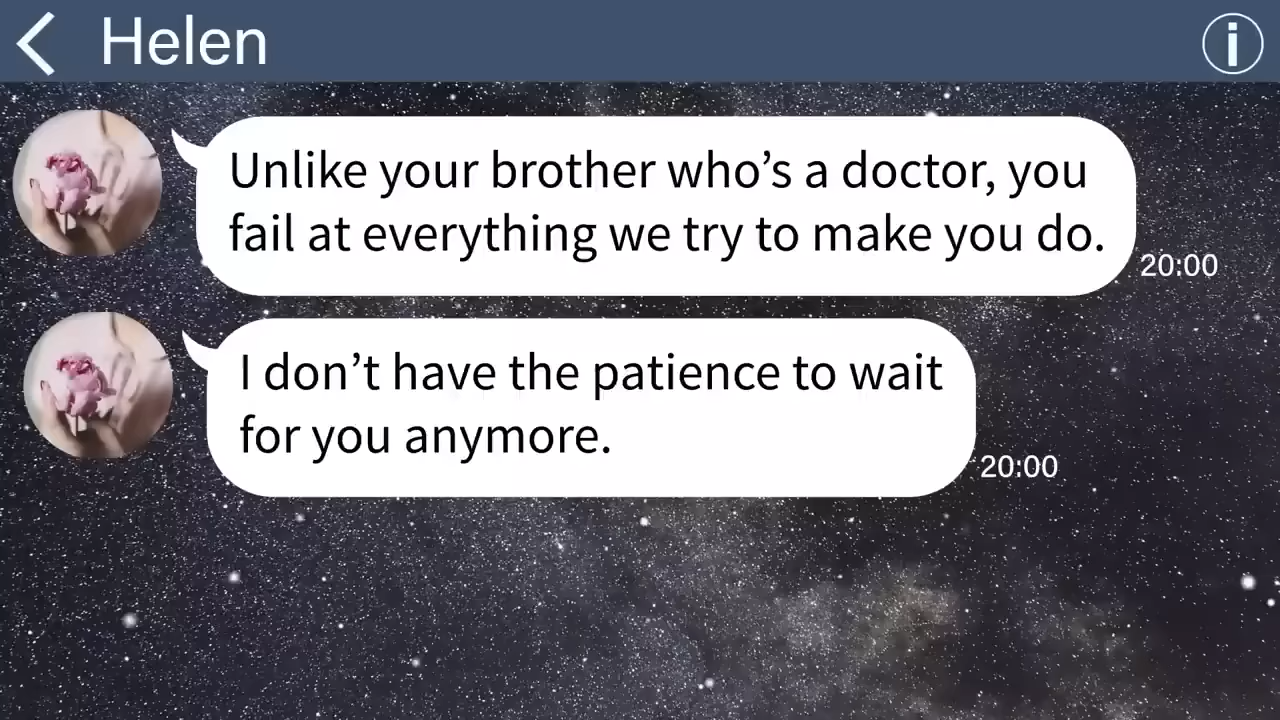 Helen
Unlike your brother who’s a doctor, you
fail at everything we try to make you do.
20:00
I don’t have the patience to wait
for you anymore.
20:00